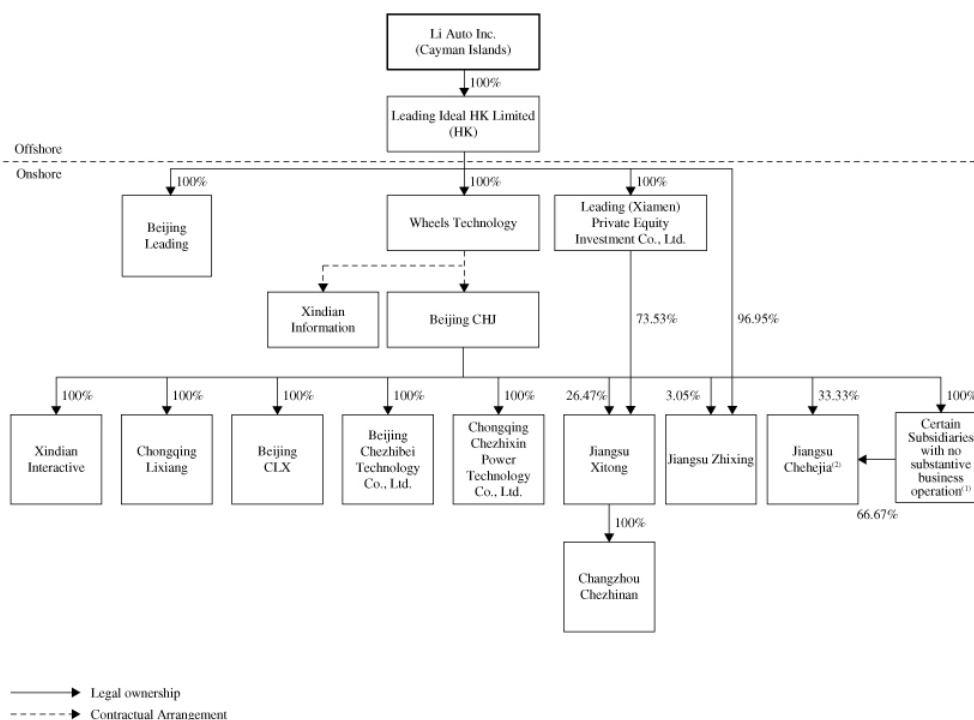 Li Auto Inc.
(Cayman Islands)
100%
Leading Ideal HK Limited
(HK)
Offshore
Onshore
100%
100%
100%
Beijing
Leading
Wheels Technology
Leading (Xiamen)
Private Equity
Investment Co., Ltd.
Xindian
Information
Beijing CHJ
73.53%
96.95%
100%
100%
100%
100%
100%
26.47%
3.05%
33.33%
100%
Xindian
Interactive
Chongqing
Lixiang
Beijing
CLX
Beijing
Chezhibei
Technology
Co., Ltd.
Chongqing
Chezhixin
Power
Technology
Co., Ltd.
Jiangsu
Xitong
Jiangsu Zhixing
Jiangsu
Chehejia(2)
Certain
Subsidiaries
with no
substantive
business
operation(1)
66.67%
100%
Changzhou
Chezhinan
Legal ownership
Contractual Arrangement